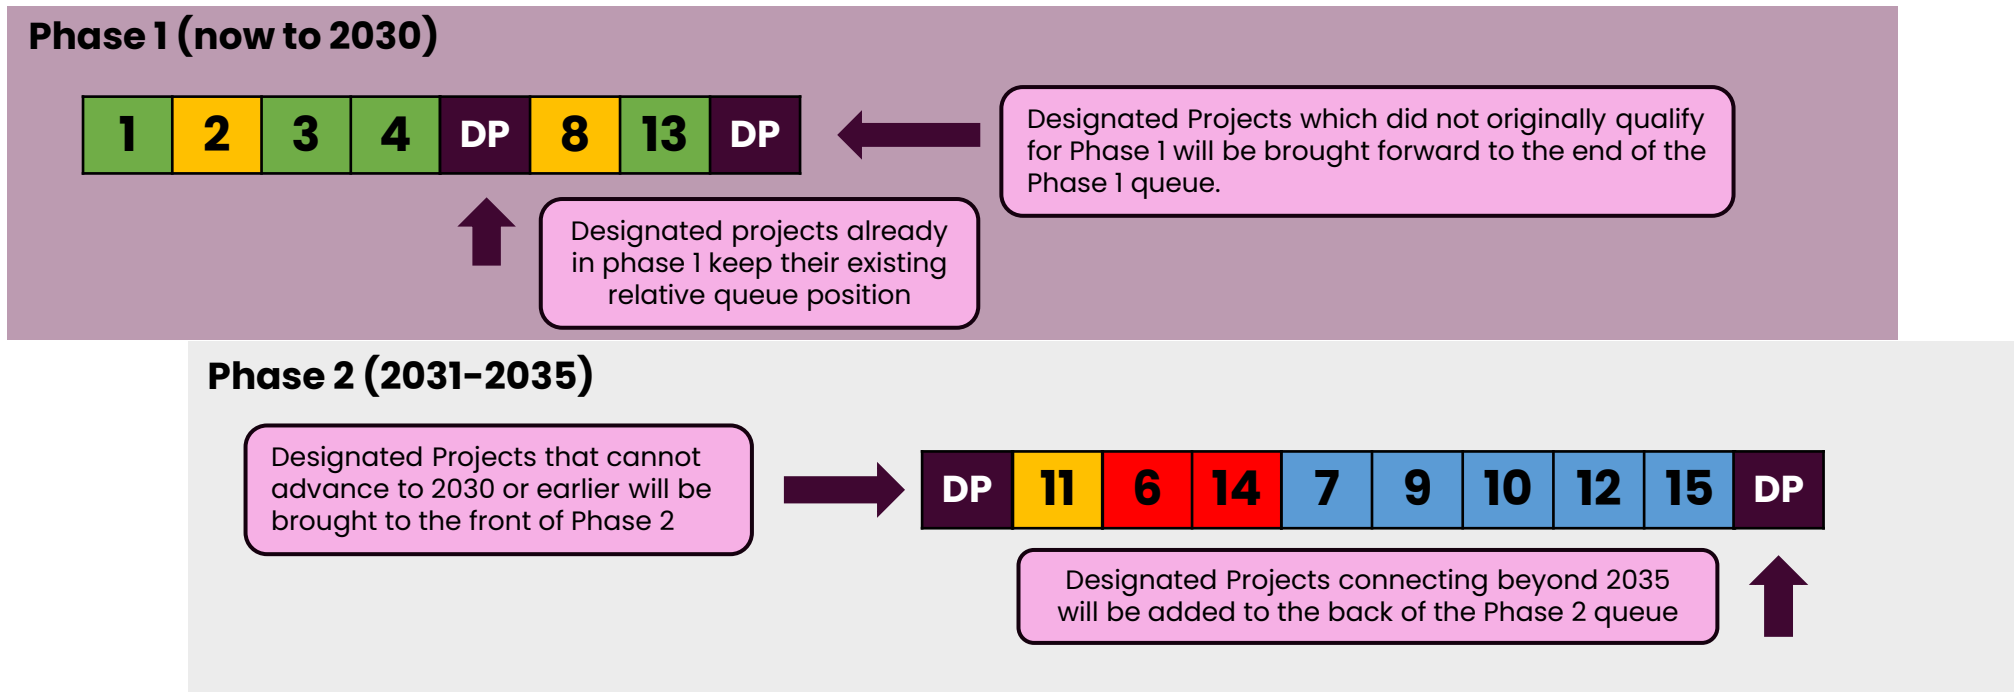 Phase 1 (now to 2030)
1 2 3 4 DP 8 13 DP
Designated Projects which did not originally qualify
for Phase 1 will be brought forward to the end of the
Phase 1 queue.
Designated projects already
in phase 1 keep their existing
relative queue position
Phase 2 (2031-2035)
Designated Projects that cannot
advance to 2030 or earlier will be
brought to the front of Phase 2
DP 11 6 14 7 9 10 12 15 DP
Designated Projects connecting beyond 2035
will be added to the back of the Phase 2 queue